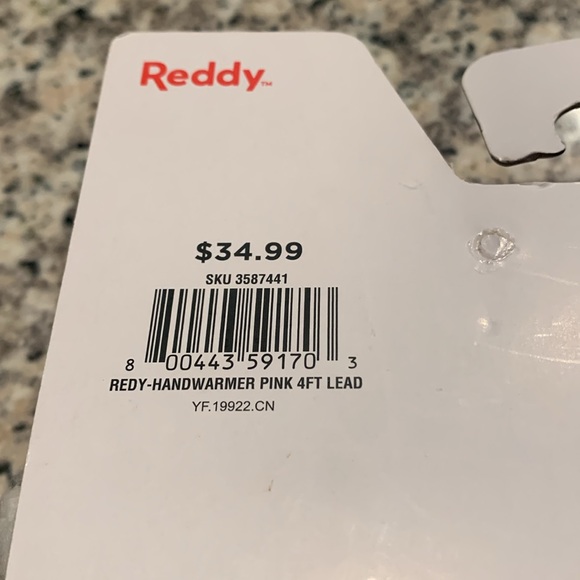 Reddy™
$34.99
SKU 3587441
8 00443 59170 3
REDY-HANDWARMER PINK 4FT LEAD
YF.19922.CN